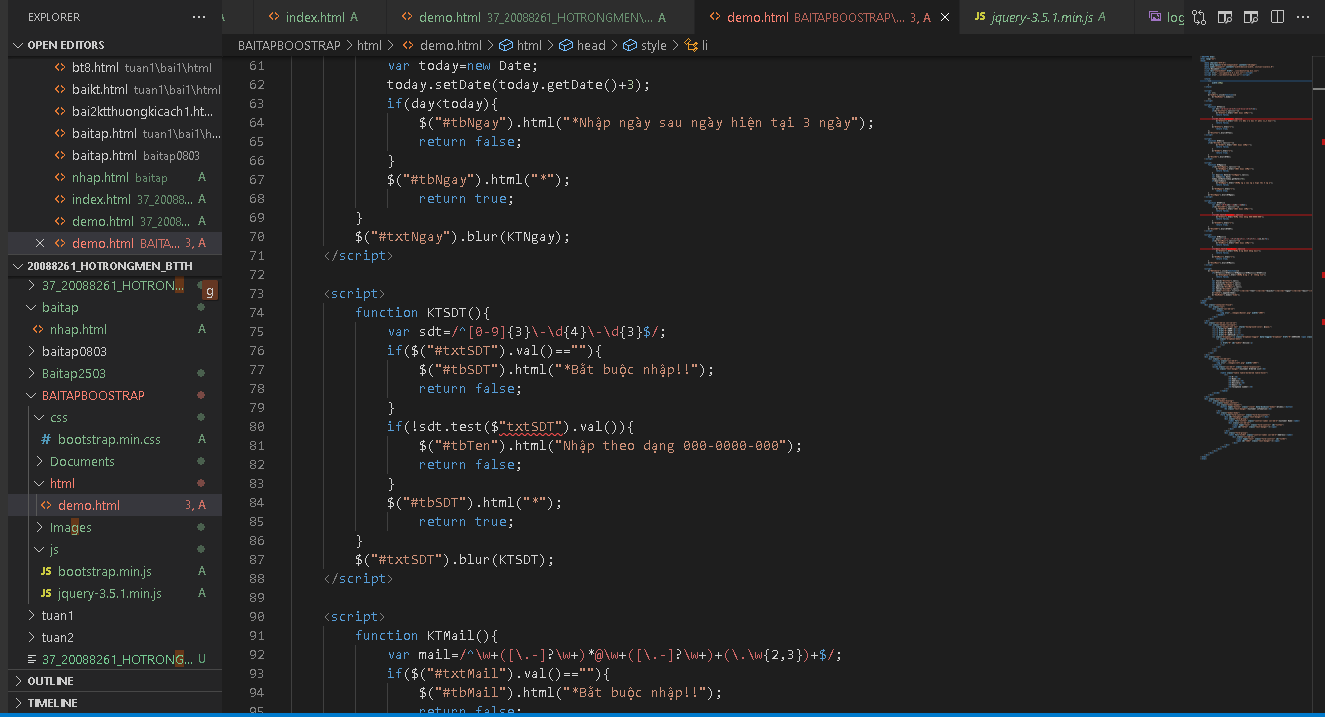 EXPLORER ···
OPEN EDITORS
bt8.html tuan1\bai1\html
baikt.html tuan1\bai1\html
bai2ktthuongkicach1.ht...
baitap.html tuan1\bai1\h...
baitap.html baitap0803
nhap.html baitap A
index.html 37_20088... A
demo.html 37_2008... A
demo.html BAITA... 3, A
20088261_HOTRONGMEN_BTTH
37_20088261_HOTRON...
g
baitap
nhap.html A
baitap0803
Baitap2503
BAITAPBOOSTRAP
css
# bootstrap.min.css A
Documents
html
demo.html 3, A
Images
js
JS bootstrap.min.js A
JS jquery-3.5.1.min.js A
tuan1
tuan2
37_20088261_HOTRONG... U
OUTLINE
TIMELINE
A index.html A demo.html 37_20088261_HOTRONGMEN\... A demo.html BAITAPBOOSTRAP\... 3, A JS jquery-3.5.1.min.js A log
BAITAPBOOSTRAP > html > demo.html > html > head > style > li
61 var today=new Date;
62 today.setDate(today.getDate()+3);
63 if(day<today){
64 $("#tbNgay").html("*Nhập ngày sau ngày hiện tại 3 ngày");
65 return false;
66 }
67 $("#tbNgay").html("*");
68 return true;
69 }
70 $("#txtNgay").blur(KTNgay);
71 </script>
72
73 <script>
74 function KTSDT(){
75 var sdt=/^[0-9]{3}\-\d{4}\-\d{3}$/;
76 if($("#txtSDT").val()==""){
77 $("#tbSDT").html("*Bắt buộc nhập!!");
78 return false;
79 }
80 if(!sdt.test($"txtSDT").val()){
81 $("#tbTen").html("Nhập theo dạng 000-0000-000");
82 return false;
83 }
84 $("#tbSDT").html("*");
85 return true;
86 }
87 $("#txtSDT").blur(KTSDT);
88 </script>
89
90 <script>
91 function KTMail(){
92 var mail=/^\w+([\.-]?\w+)*@\w+([\.-]?\w+)+(\.\w{2,3})+$/;
93 if($("#txtMail").val()==""){
94 $("#tbMail").html("*Bắt buộc nhập!!");
95 return false;